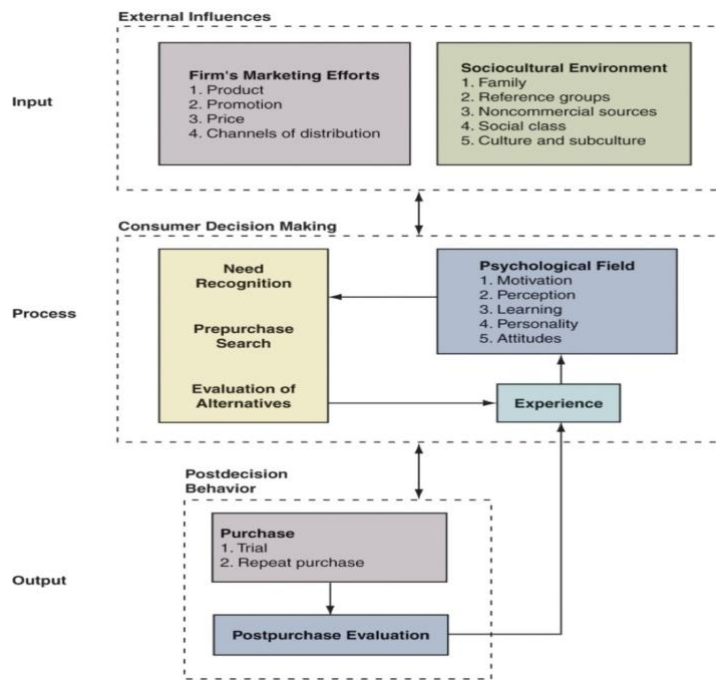 External Influences
Input
Firm's Marketing Efforts
1. Product
2. Promotion
3. Price
4. Channels of distribution
Sociocultural Environment
1. Family
2. Reference groups
3. Noncommercial sources
4. Social class
5. Culture and subculture
Consumer Decision Making
Process
Need
Recognition
Prepurchase
Search
Evaluation of
Alternatives
Psychological Field
1. Motivation
2. Perception
3. Learning
4. Personality
5. Attitudes
Experience
Postdecision
Behavior
Output
Purchase
1. Trial
2. Repeat purchase
Postpurchase Evaluation